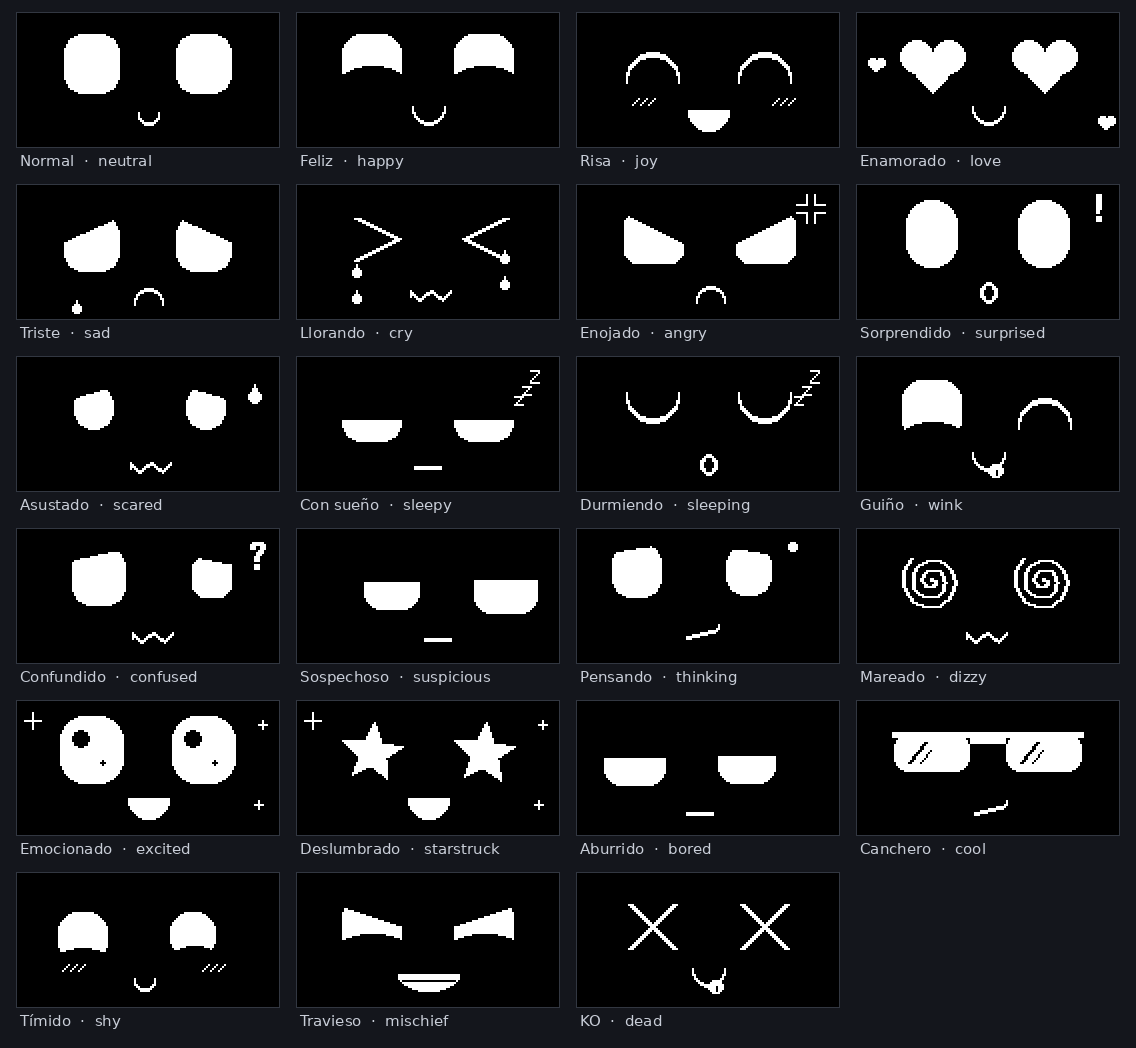 Normal · neutral
Feliz · happy
Risa · joy
Enamorado · love
Triste · sad
Llorando · cry
Enojado · angry
!
Sorprendido · surprised
Asustado · scared
z z z
Con sueño · sleepy
z z z
Durmiendo · sleeping
Guiño · wink
?
Confundido · confused
Sospechoso · suspicious
Pensando · thinking
Mareado · dizzy
Emocionado · excited
Deslumbrado · starstruck
Aburrido · bored
Canchero · cool
Tímido · shy
Travieso · mischief
KO · dead